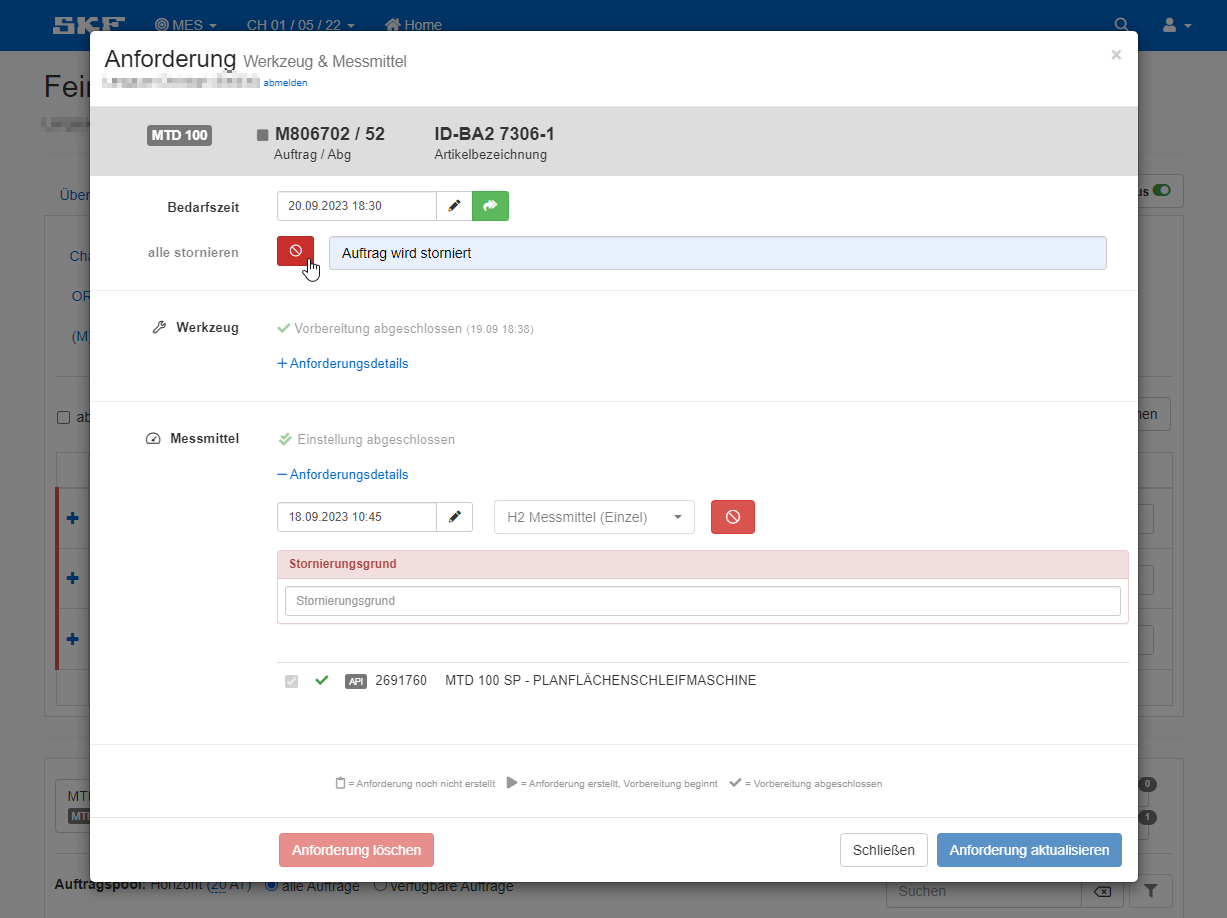 SKF MES CH 01 / 05 / 22 Home
Anforderung Werkzeug & Messmittel ×
abmelden
Fei
MTD 100 M806702 / 52 ID-BA2 7306-1
Auftrag / Abg Artikelbezeichnung
Über us
Bedarfszeit 20.09.2023 18:30
alle stornieren Auftrag wird storniert
Cha
OR
Werkzeug Vorbereitung abgeschlossen (19.09 18:38)
(M
+ Anforderungsdetails
ab en
Messmittel Einstellung abgeschlossen
− Anforderungsdetails
18.09.2023 10:45 H2 Messmittel (Einzel)
Stornierungsgrund
Stornierungsgrund
API 2691760 MTD 100 SP - PLANFLÄCHENSCHLEIFMASCHINE
= Anforderung noch nicht erstellt = Anforderung erstellt, Vorbereitung beginnt = Vorbereitung abgeschlossen
0
MT
MT 1
Anforderung löschen Schließen Anforderung aktualisieren
Auftragspool: Horizont (20 AT) alle Aufträge Verfügbare Aufträge Suchen